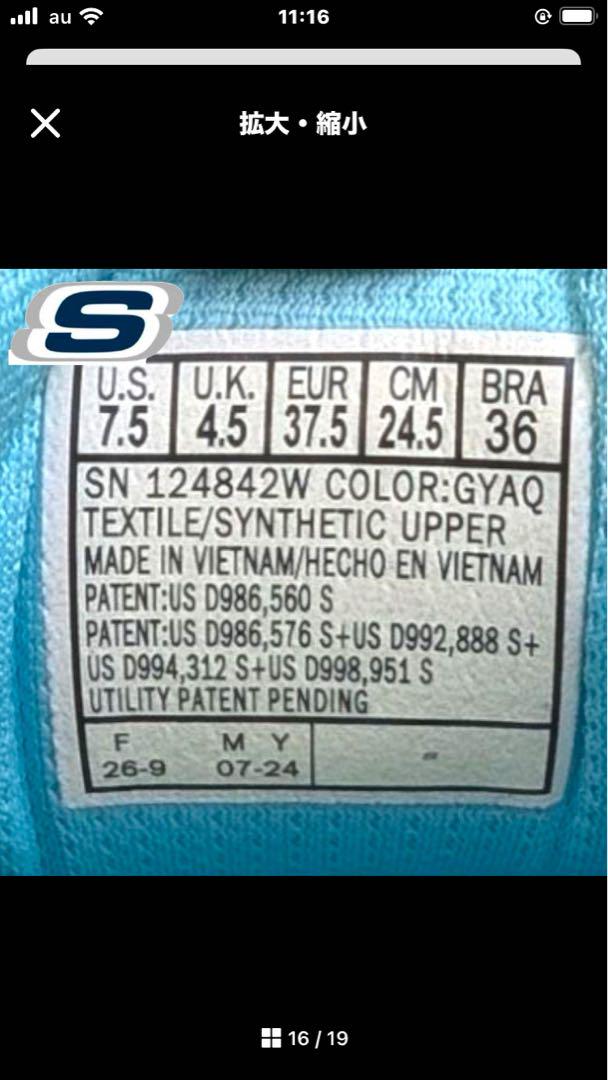 au 11:16
拡大・縮小
S
U.S. U.K. EUR CM BRA
7.5 4.5 37.5 24.5 36
SN 124842W COLOR:GYAQ
TEXTILE/SYNTHETIC UPPER
MADE IN VIETNAM/HECHO EN VIETNAM
PATENT:US D986,560 S
PATENT:US D986,576 S+US D992,888 S+
US D994,312 S+US D998,951 S
UTILITY PATENT PENDING
F M Y
26-9 07-24
16 / 19